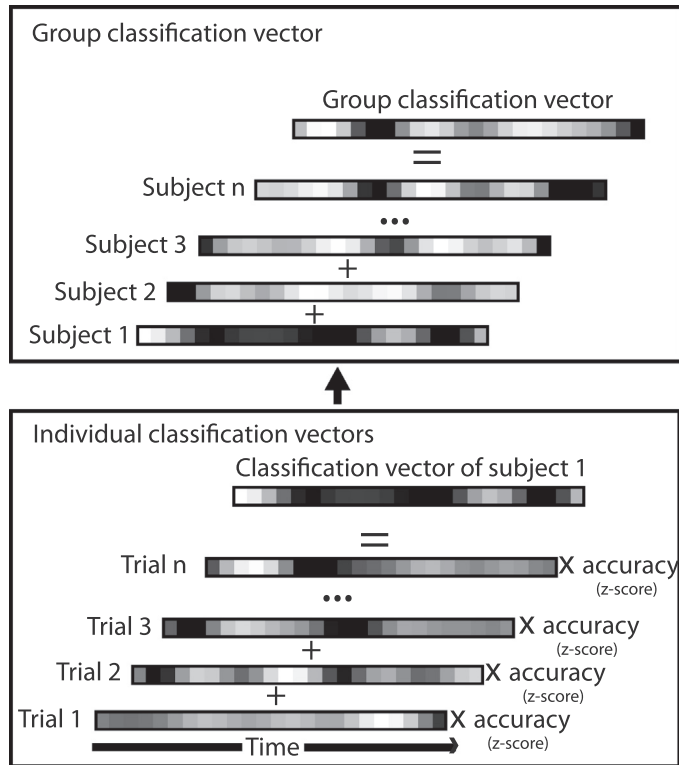 Group classification vector
Group classification vector
=
Subject n
...
Subject 3
+
Subject 2
+
Subject 1
Individual classification vectors
Classification vector of subject 1
=
Trial n X accuracy
(z-score)
...
Trial 3 X accuracy
(z-score)
+
Trial 2 X accuracy
(z-score)
+
Trial 1 X accuracy
(z-score)
Time